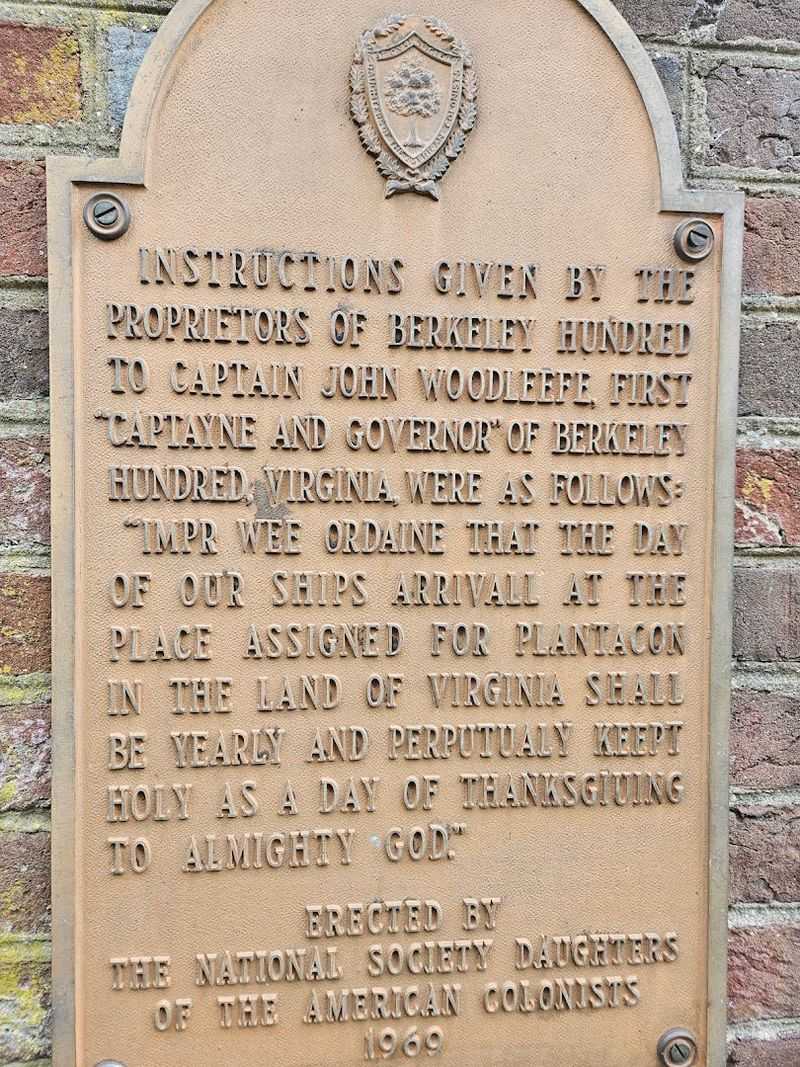 INSTRUCTIONS GIVEN BY THE
PROPRIETORS OF BERKELEY HUNDRED
TO CAPTAIN JOHN WOODLEEFE, FIRST
"CAPTAYNE AND GOVERNOR" OF BERKELEY
HUNDRED, VIRGINIA, WERE AS FOLLOWS:
"IMPR WEE ORDAINE THAT THE DAY
OF OUR SHIPS ARRIVALL AT THE
PLACE ASSIGNED FOR PLANTACON
IN THE LAND OF VIRGINIA SHALL
BE YEARLY AND PERPUTUALY KEEPT
HOLY AS A DAY OF THANKSGIUING
TO ALMIGHTY GOD."
ERECTED BY
THE NATIONAL SOCIETY DAUGHTERS
OF THE AMERICAN COLONISTS
1969